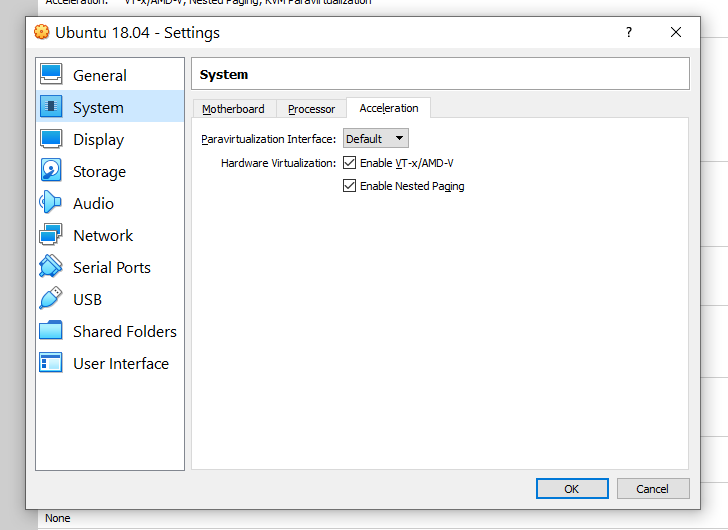 Acceleration: VT-x/AMD-V, Nested Paging, KVM Paravirtualization
Ubuntu 18.04 - Settings ?
General
System
Display
Storage
Audio
Network
Serial Ports
USB
Shared Folders
User Interface
System
Motherboard Processor Acceleration
Paravirtualization Interface: Default
Hardware Virtualization: Enable VT-x/AMD-V
Enable Nested Paging
OK Cancel
None